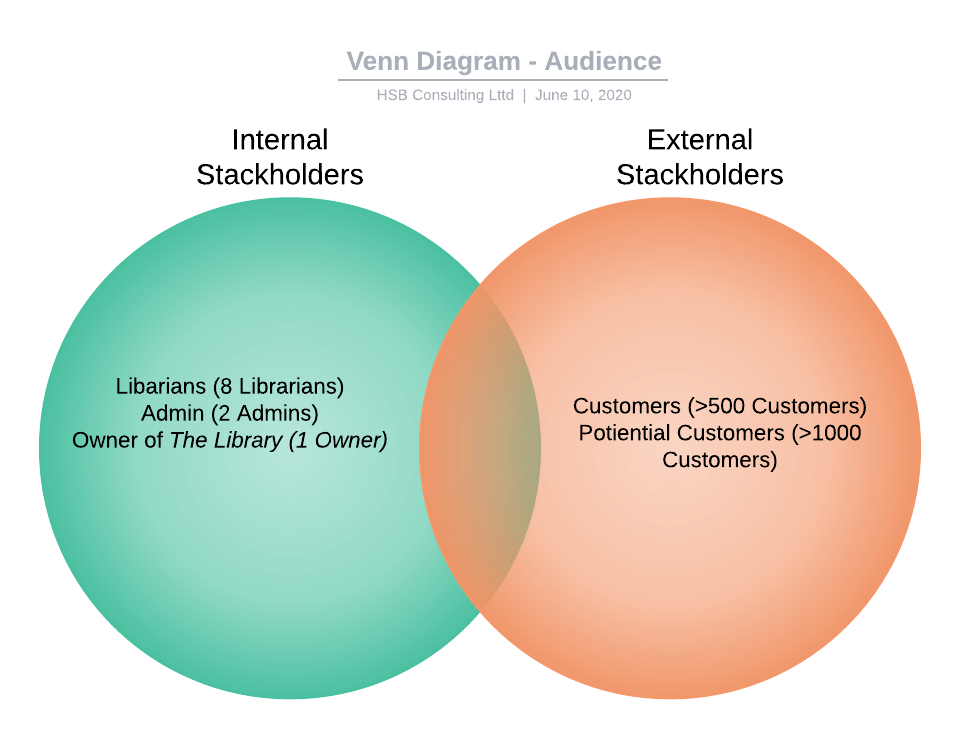 Venn Diagram - Audience
HSB Consulting Lttd | June 10, 2020
Internal
Stackholders
External
Stackholders
Libarians (8 Librarians)
Admin (2 Admins)
Owner of The Library (1 Owner)
Customers (>500 Customers)
Potiential Customers (>1000
Customers)